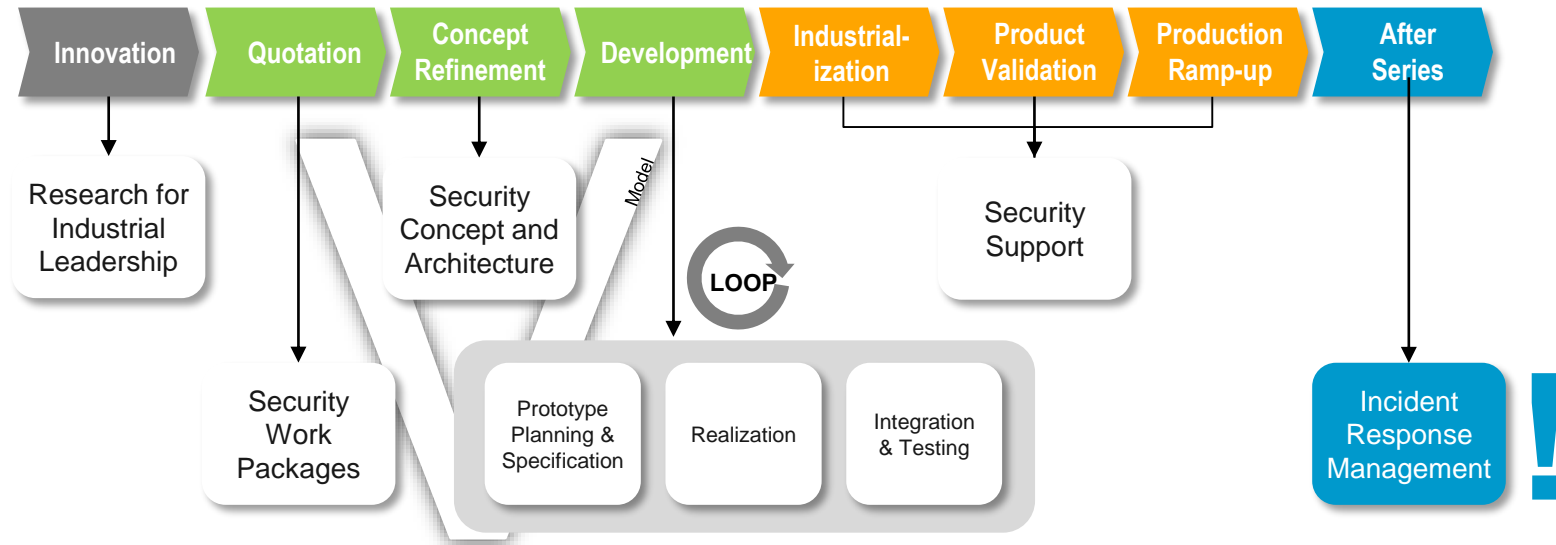 Innovation
Quotation
Concept
Refinement
Development
Industrial-
ization
Product
Validation
Production
Ramp-up
After
Series
Research for
Industrial
Leadership
Security
Concept and
Architecture
Model
Security
Support
LOOP
Security
Work
Packages
Prototype
Planning &
Specification
Realization
Integration
& Testing
Incident
Response
Management
!